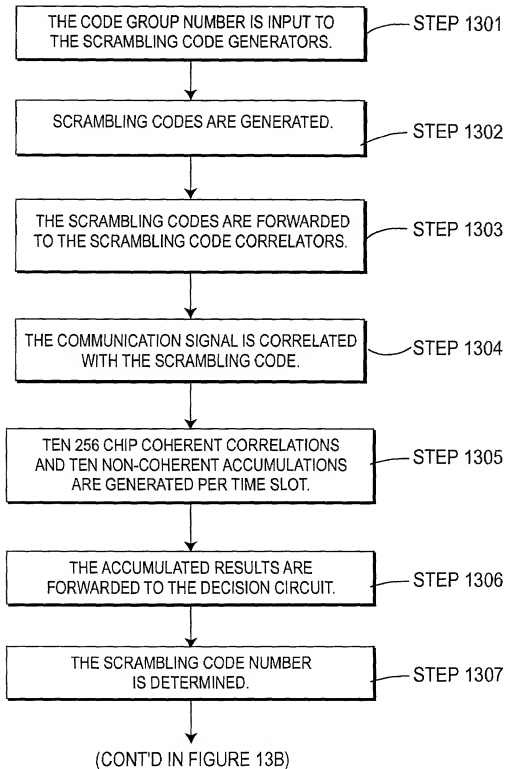 THE CODE GROUP NUMBER IS INPUT TO
THE SCRAMBLING CODE GENERATORS.
STEP 1301
SCRAMBLING CODES ARE GENERATED.
STEP 1302
THE SCRAMBLING CODES ARE FORWARDED
TO THE SCRAMBLING CODE CORRELATORS.
STEP 1303
THE COMMUNICATION SIGNAL IS CORRELATED
WITH THE SCRAMBLING CODE.
STEP 1304
TEN 256 CHIP COHERENT CORRELATIONS
AND TEN NON-COHERENT ACCUMULATIONS
ARE GENERATED PER TIME SLOT.
STEP 1305
THE ACCUMULATED RESULTS ARE
FORWARDED TO THE DECISION CIRCUIT.
STEP 1306
THE SCRAMBLING CODE NUMBER
IS DETERMINED.
STEP 1307
(CONT'D IN FIGURE 13B)